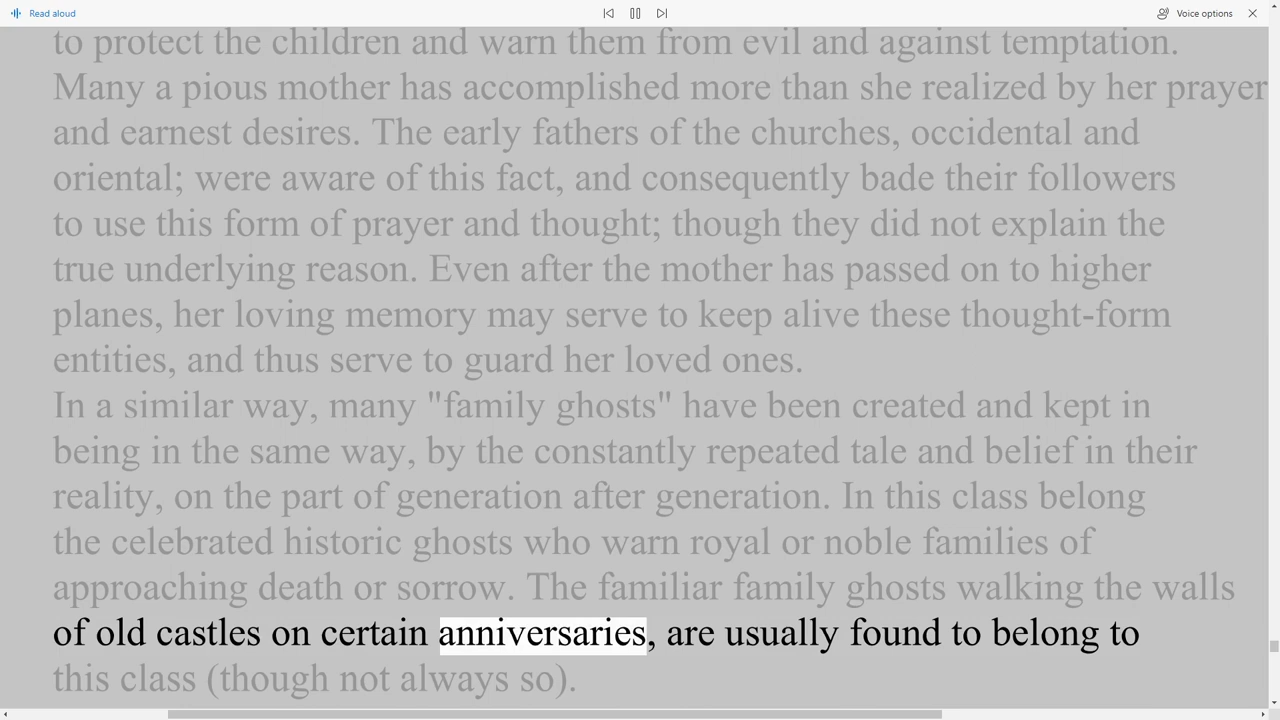 Read aloud
Voice options
to protect the children and warn them from evil and against temptation.
Many a pious mother has accomplished more than she realized by her prayer
and earnest desires. The early fathers of the churches, occidental and
oriental; were aware of this fact, and consequently bade their followers
to use this form of prayer and thought; though they did not explain the
true underlying reason. Even after the mother has passed on to higher
planes, her loving memory may serve to keep alive these thought-form
entities, and thus serve to guard her loved ones.
In a similar way, many "family ghosts" have been created and kept in
being in the same way, by the constantly repeated tale and belief in their
reality, on the part of generation after generation. In this class belong
the celebrated historic ghosts who warn royal or noble families of
approaching death or sorrow. The familiar family ghosts walking the walls
of old castles on certain anniversaries, are usually found to belong to
this class (though not always so).